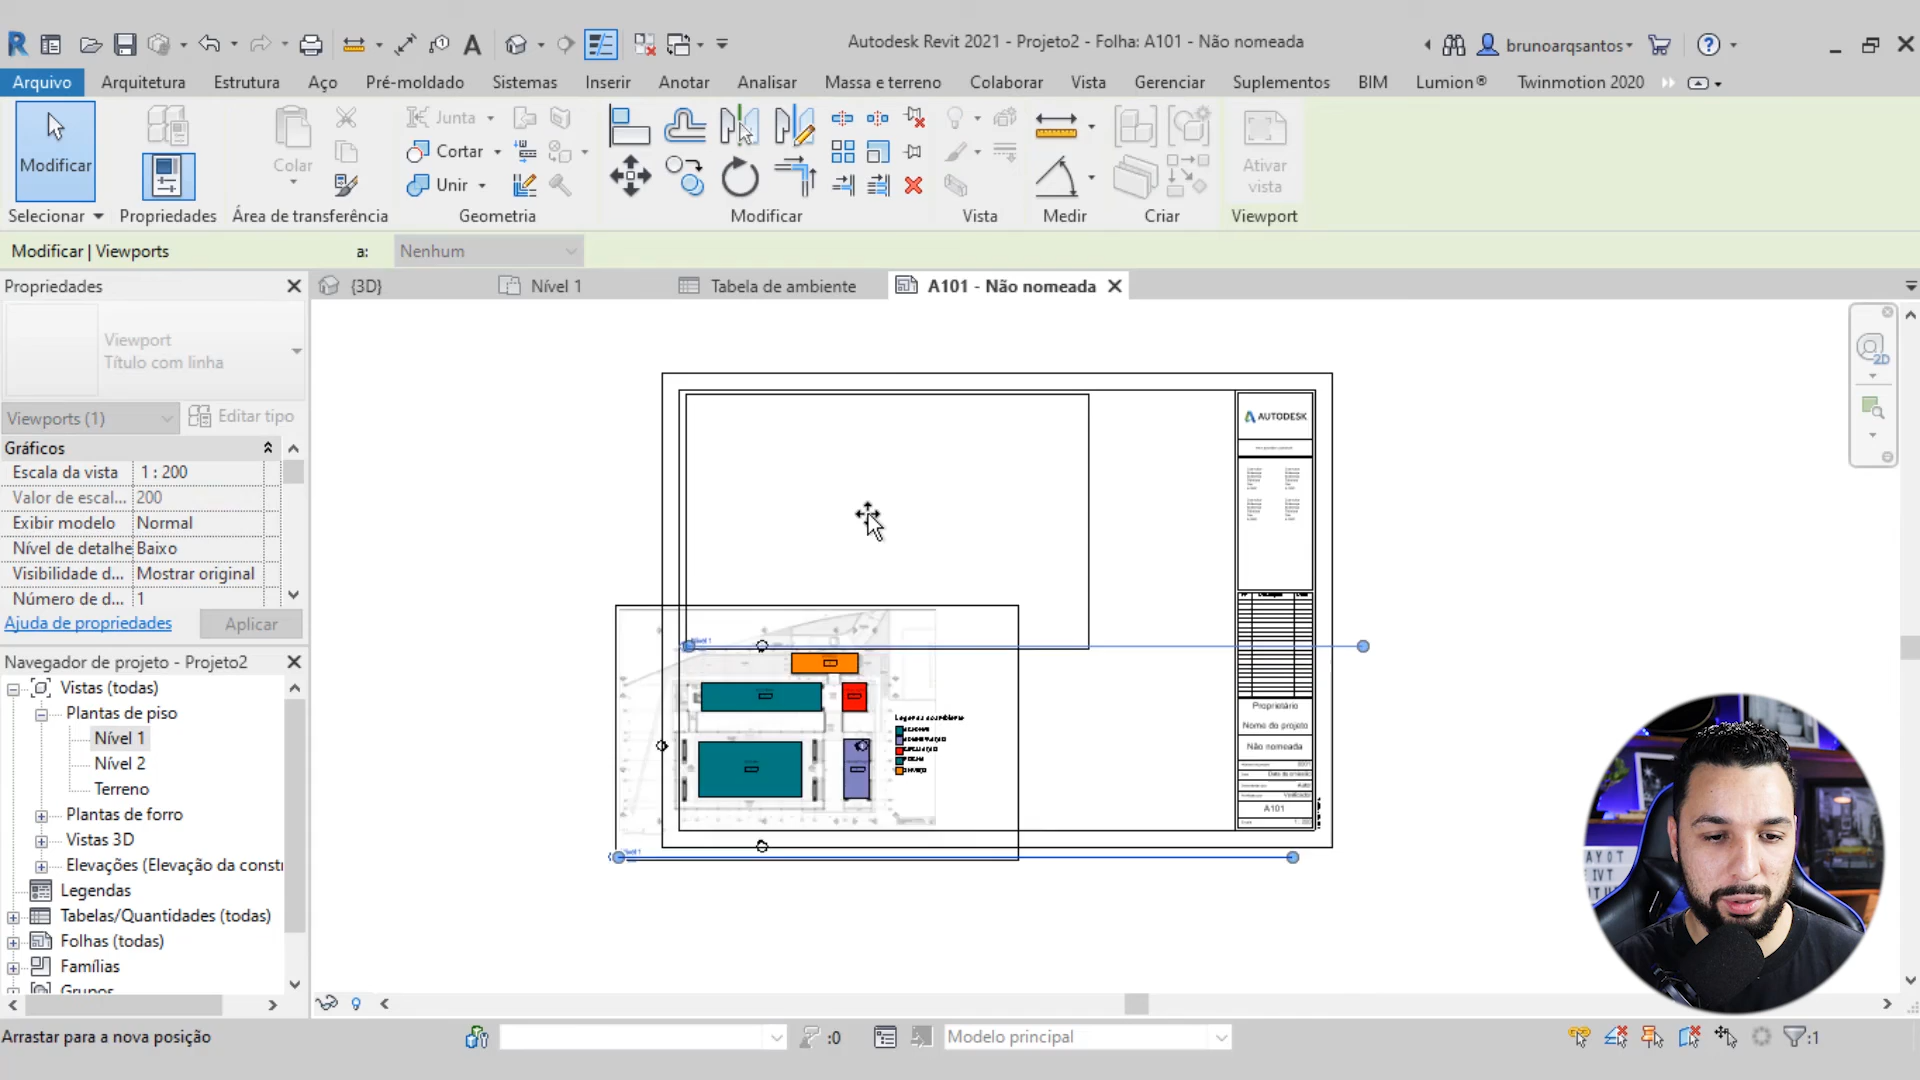 Autodesk Revit 2021 - Projeto2 - Folha: A101 - Não nomeada
brunoarqsantos
Arquivo Arquitetura Estrutura Aço Pré-moldado Sistemas Inserir Anotar Analisar Massa e terreno Colaborar Vista Gerenciar Suplementos BIM Lumion® Twinmotion 2020
Modificar
Colar
Junta
Cortar
Unir
Ativar
vista
Selecionar Propriedades Área de transferência Geometria Modificar Vista Medir Criar Viewport
Modificar | Viewports a: Nenhum
Propriedades
{3D} Nível 1 Tabela de ambiente A101 - Não nomeada
Viewport
Título com linha
Viewports (1) Editar tipo
Gráficos
Escala da vista 1 : 200
Valor de escal... 200
Exibir modelo Normal
Nível de detalhe Baixo
Visibilidade d... Mostrar original
Número de d... 1
Ajuda de propriedades Aplicar
Navegador de projeto - Projeto2
Vistas (todas)
Plantas de piso
Nível 1
Nível 2
Terreno
Plantas de forro
Vistas 3D
Elevações (Elevação da constr
Legendas
Tabelas/Quantidades (todas)
Folhas (todas)
Famílias
Grupos
AUTODESK
Proprietário
Nome do projeto
Não nomeada
A101
2D
Arrastar para a nova posição :0 Modelo principal :1